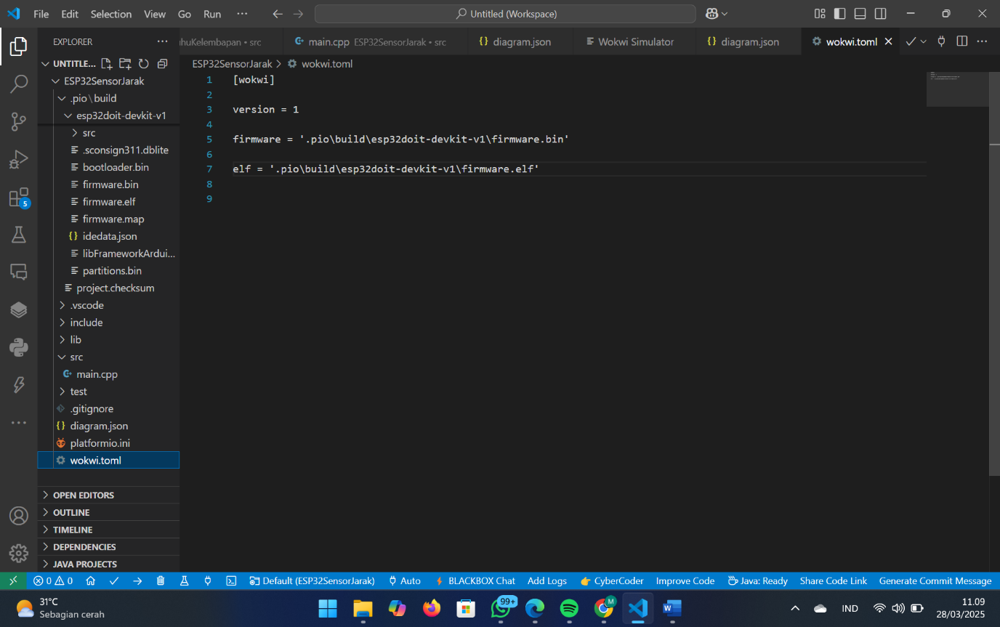 File Edit Selection View Go Run ··· Untitled (Workspace)
EXPLORER ···
uhuKelembapan • src main.cpp ESP32SensorJarak • src {} diagram.json Wokwi Simulator {} diagram.json wokwi.toml
UNTITLE...
ESP32SensorJarak > wokwi.toml
ESP32SensorJarak
.pio \ build
esp32doit-devkit-v1
src
.sconsign311.dblite
bootloader.bin
firmware.bin
firmware.elf
firmware.map
{} idedata.json
libFrameworkArdui...
partitions.bin
project.checksum
.vscode
include
lib
src
main.cpp
test
.gitignore
{} diagram.json
platformio.ini
wokwi.toml
OPEN EDITORS
OUTLINE
TIMELINE
DEPENDENCIES
JAVA PROJECTS
5
1 [wokwi]
2
3 version = 1
4
5 firmware = '.pio\build\esp32doit-devkit-v1\firmware.bin'
6
7 elf = '.pio\build\esp32doit-devkit-v1\firmware.elf'
8
9
0 0 Default (ESP32SensorJarak) Auto BLACKBOX Chat Add Logs CyberCoder Improve Code Java: Ready Share Code Link Generate Commit Message
31°C
Sebagian cerah
99+
M
W
IND
11.09
28/03/2025